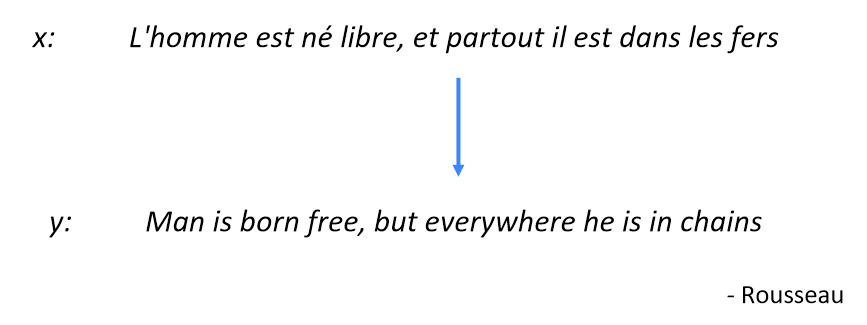 x: L'homme est né libre, et partout il est dans les fers
y: Man is born free, but everywhere he is in chains
- Rousseau